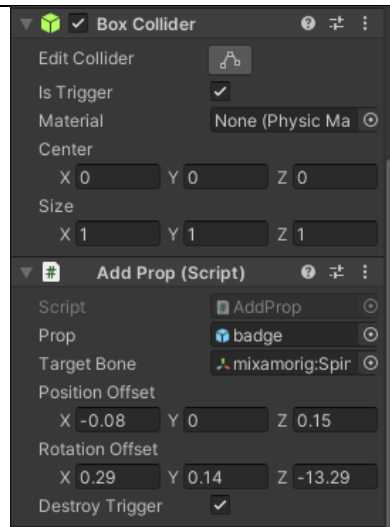 Box Collider
Edit Collider
Is Trigger
Material None (Physic Ma
Center
X 0 Y 0 Z 0
Size
X 1 Y 1 Z 1
# Add Prop (Script)
Script # AddProp
Prop badge
Target Bone mixamorig:Spir
Position Offset
X -0.08 Y 0 Z 0.15
Rotation Offset
X 0.29 Y 0.14 Z -13.29
Destroy Trigger